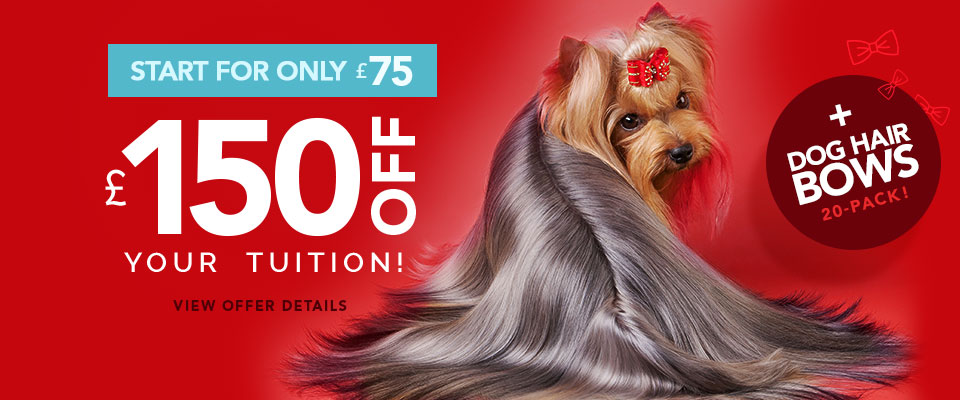 START FOR ONLY £75
£150 OFF
YOUR TUITION!
VIEW OFFER DETAILS
+
DOG HAIR
BOWS
20-PACK!